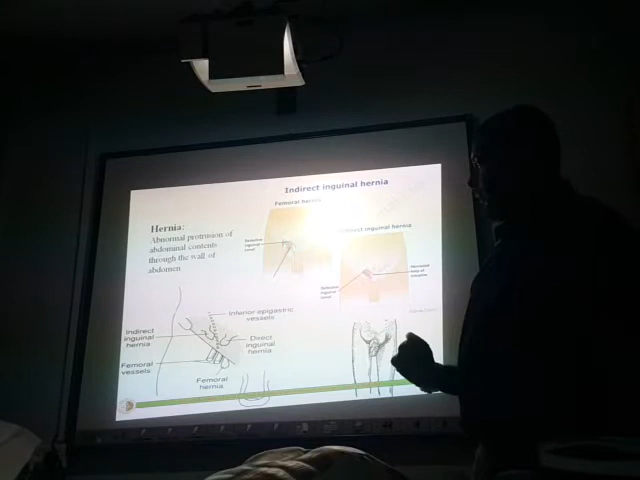 Indirect inguinal hernia
Femoral hernia
Hernia:
Abnormal protrusion of
abdominal contents
through the wall of
abdomen
inguinal hernia
Inferior epigastric
vessels
Indirect
inguinal
hernia
Direct
inguinal
hernia
Femoral
vessels
Femoral
hernia